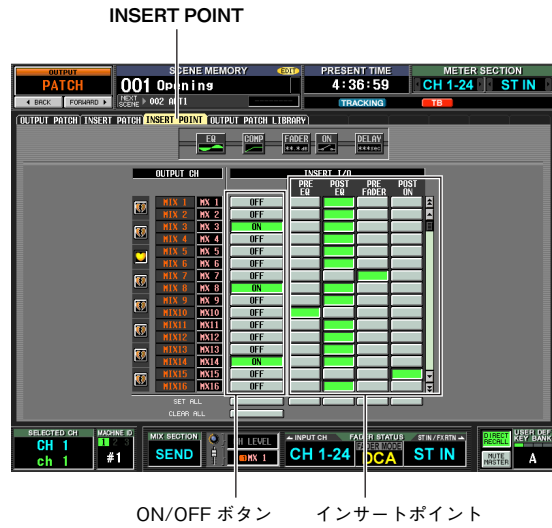 INSERT POINT
OUTPUT
PATCH
BACK
FORWARD
SCENE MEMORY
EDIT
001 Opening
NEXT SCENE
002 ACT1
PRESENT TIME
4:36:59
TRACKING
METER SECTION
CH 1-24
ST IN
TB
OUTPUT PATCH
INSERT PATCH
INSERT POINT
OUTPUT PATCH LIBRARY
EQ
COMP
FADER
ON
DELAY
OUTPUT CH
INSERT I/O
PRE EQ
POST EQ
PRE FADER
POST ON
MIX 1 MX 1 OFF
MIX 2 MX 2 OFF
MIX 3 MX 3 ON
MIX 4 MX 4 OFF
MIX 5 MX 5 OFF
MIX 6 MX 6 OFF
MIX 7 MX 7 OFF
MIX 8 MX 8 ON
MIX 9 MX 9 OFF
MIX10 MX10 OFF
MIX11 MX11 OFF
MIX12 MX12 OFF
MIX13 MX13 OFF
MIX14 MX14 ON
MIX15 MX15 OFF
MIX16 MX16 OFF
SET ALL
CLEAR ALL
SELECTED CH
CH 1
ch 1
MACHINE ID
1 2 3
#1
MIX SECTION
SEND
CH LEVEL
MX 1
INPUT CH
CH 1-24
FADER STATUS
FADER MODE
DCA
ST IN/FXRTN
ST IN
DIRECT RECALL
MUTE MASTER
USER DEF
KEY BANK
A
ON/OFF ボタン
インサートポイント